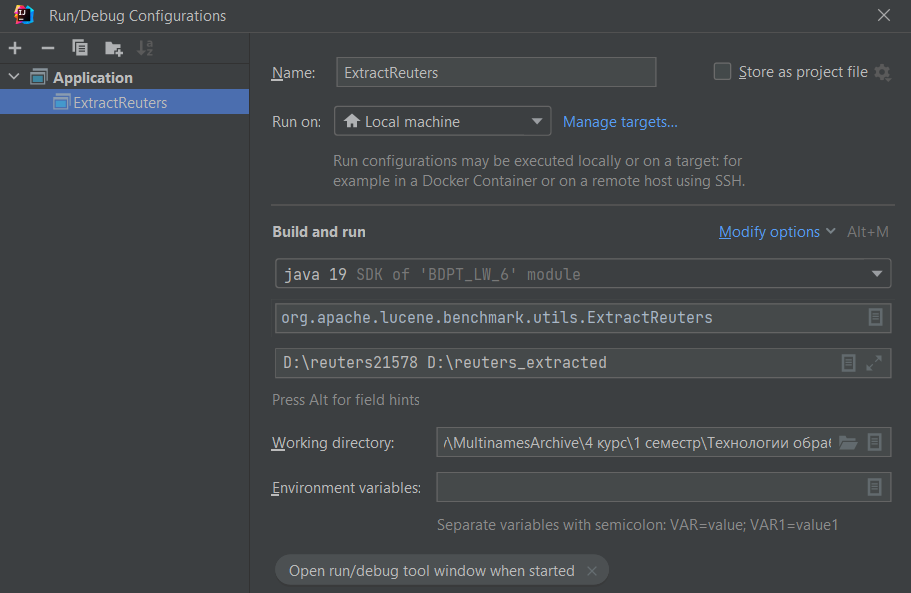 Run/Debug Configurations
Application
ExtractReuters
Name: ExtractReuters
Store as project file
Run on: Local machine
Manage targets...
Run configurations may be executed locally or on a target: for
example in a Docker Container or on a remote host using SSH.
Build and run
Modify options Alt+M
java 19 SDK of 'BDPT_LW_6' module
org.apache.lucene.benchmark.utils.ExtractReuters
D:\reuters21578 D:\reuters_extracted
Press Alt for field hints
Working directory: \MultinamesArchive\4 курс\1 семестр\Технологии обраб
Environment variables:
Separate variables with semicolon: VAR=value; VAR1=value1
Open run/debug tool window when started